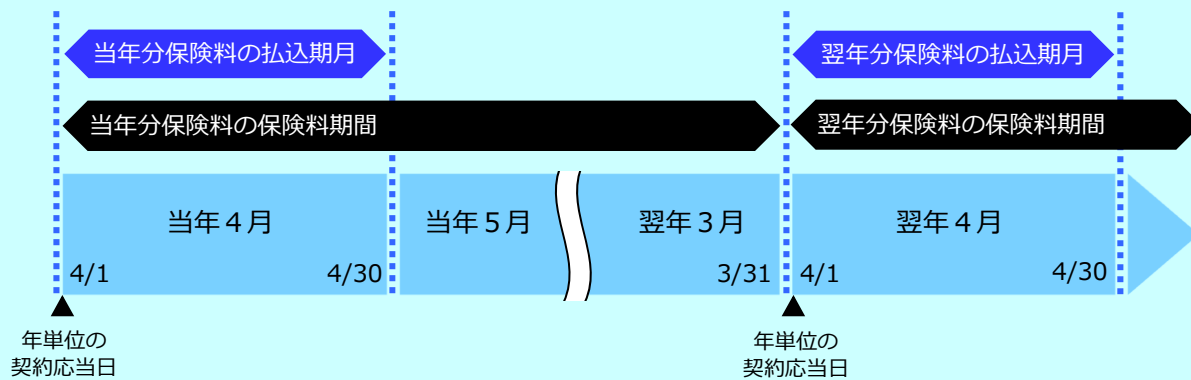 当年分保険料の払込期月
翌年分保険料の払込期月
当年分保険料の保険料期間
翌年分保険料の保険料期間
当年４月
当年５月
翌年３月
翌年４月
4/1
4/30
3/31
4/1
4/30
年単位の
契約応当日
年単位の
契約応当日